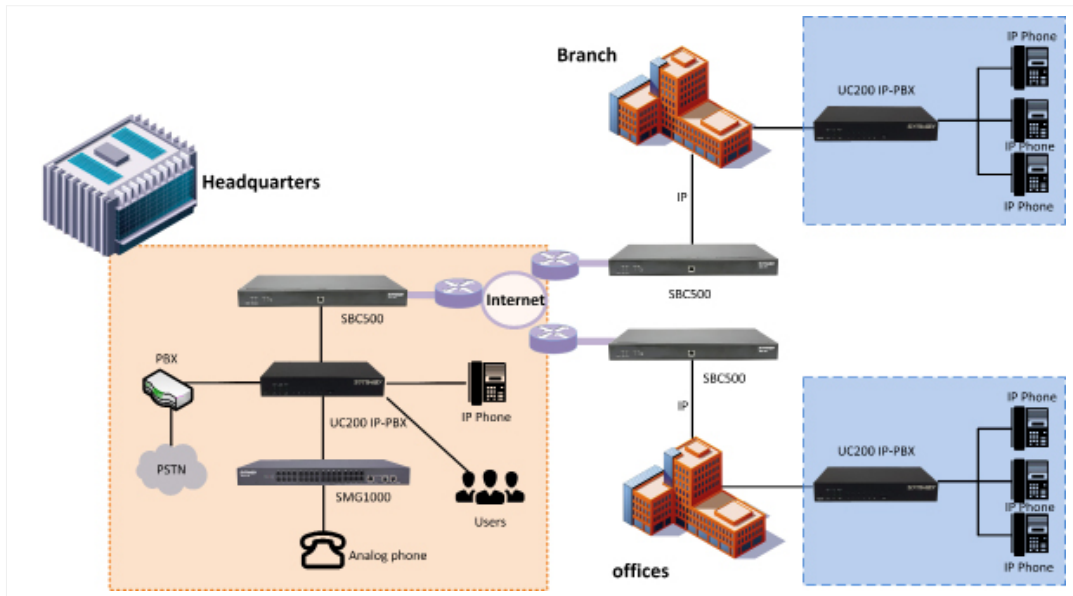 Branch
IP Phone
UC200 IP-PBX
IP Phone
IP Phone
Headquarters
IP
SBC500
Internet
SBC500
SBC500
PBX
IP Phone
UC200 IP-PBX
PSTN
SMG1000
Users
Analog phone
IP
offices
IP Phone
UC200 IP-PBX
IP Phone
IP Phone